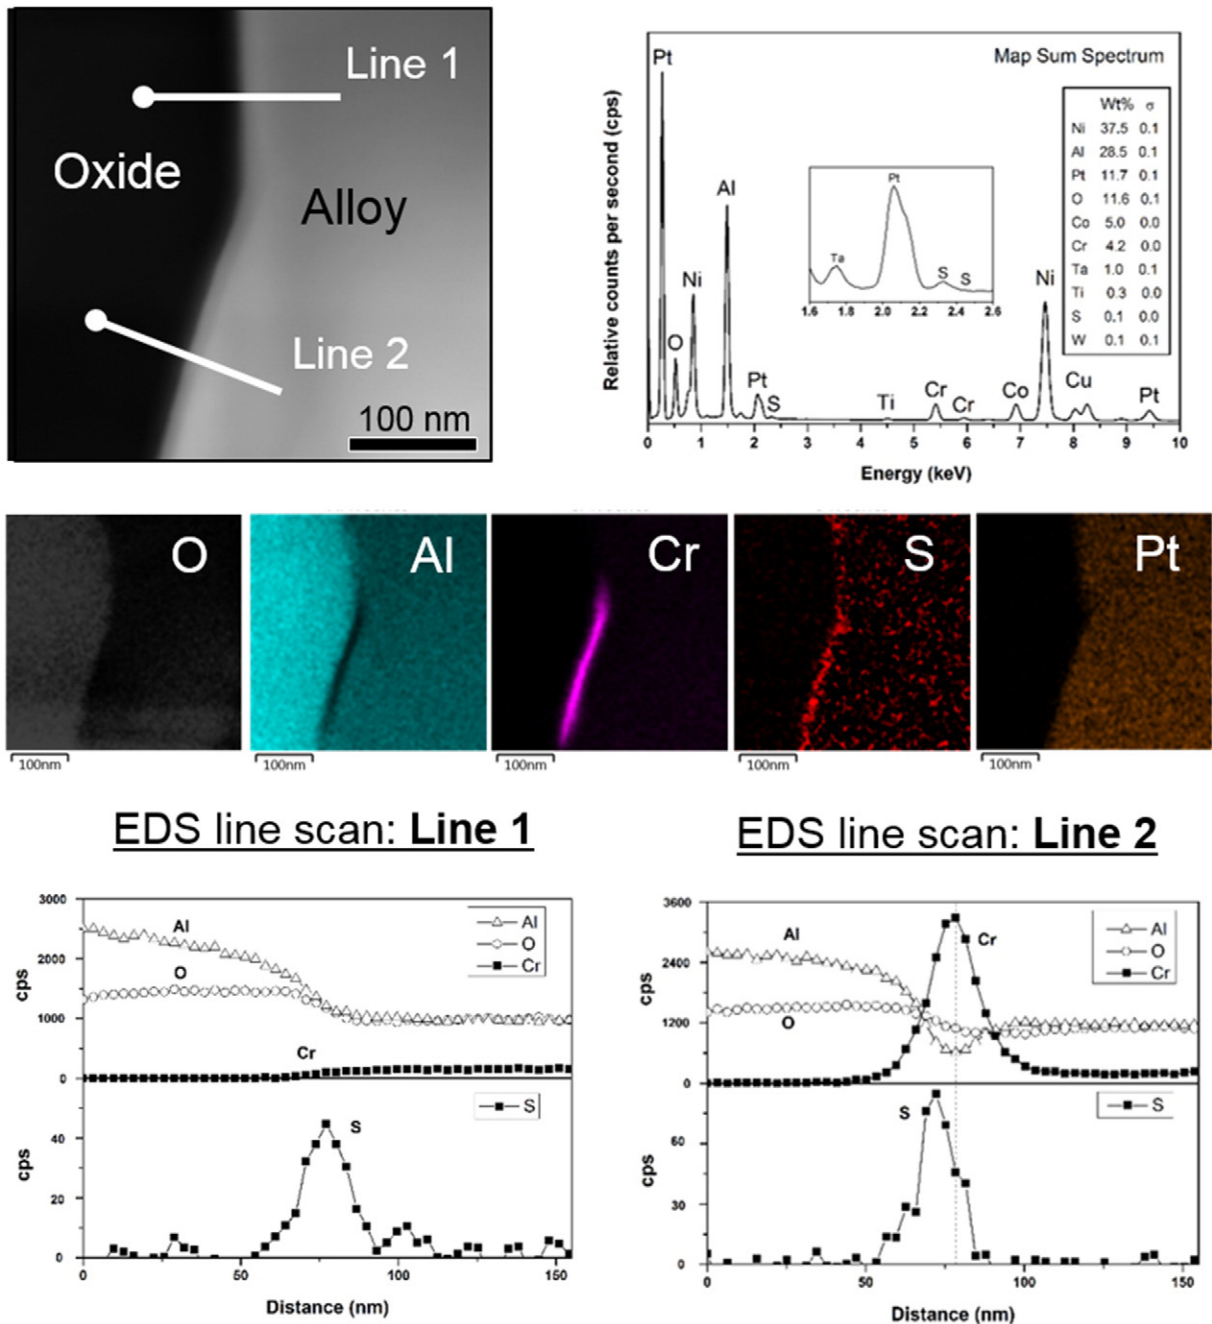 Line 1
Oxide
Alloy
Line 2
100 nm
Relative counts per second (cps)
Map Sum Spectrum
Wt% σ
Ni 37.5 0.1
Al 28.5 0.1
Pt 11.7 0.1
O 11.6 0.1
Co 5.0 0.0
Cr 4.2 0.0
Ta 1.0 0.1
Ti 0.3 0.0
S 0.1 0.0
W 0.1 0.1
Pt
O
Ni
Al
Pt
S
Ti
Cr
Cr
Co
Ni
Cu
Pt
Ta
Pt
S
S
1.6 1.8 2.0 2.2 2.4 2.6
0 1 2 3 4 5 6 7 8 9 10
Energy (keV)
O
Al
Cr
S
Pt
100nm
100nm
100nm
100nm
100nm
EDS line scan: Line 1
3000
2000
1000
0
cps
Al
O
Cr
Al
O
Cr
40
20
0
cps
S
S
0 50 100 150
Distance (nm)
EDS line scan: Line 2
3600
2400
1200
0
cps
Al
O
Cr
Al
O
Cr
60
30
0
cps
S
S
0 50 100 150
Distance (nm)